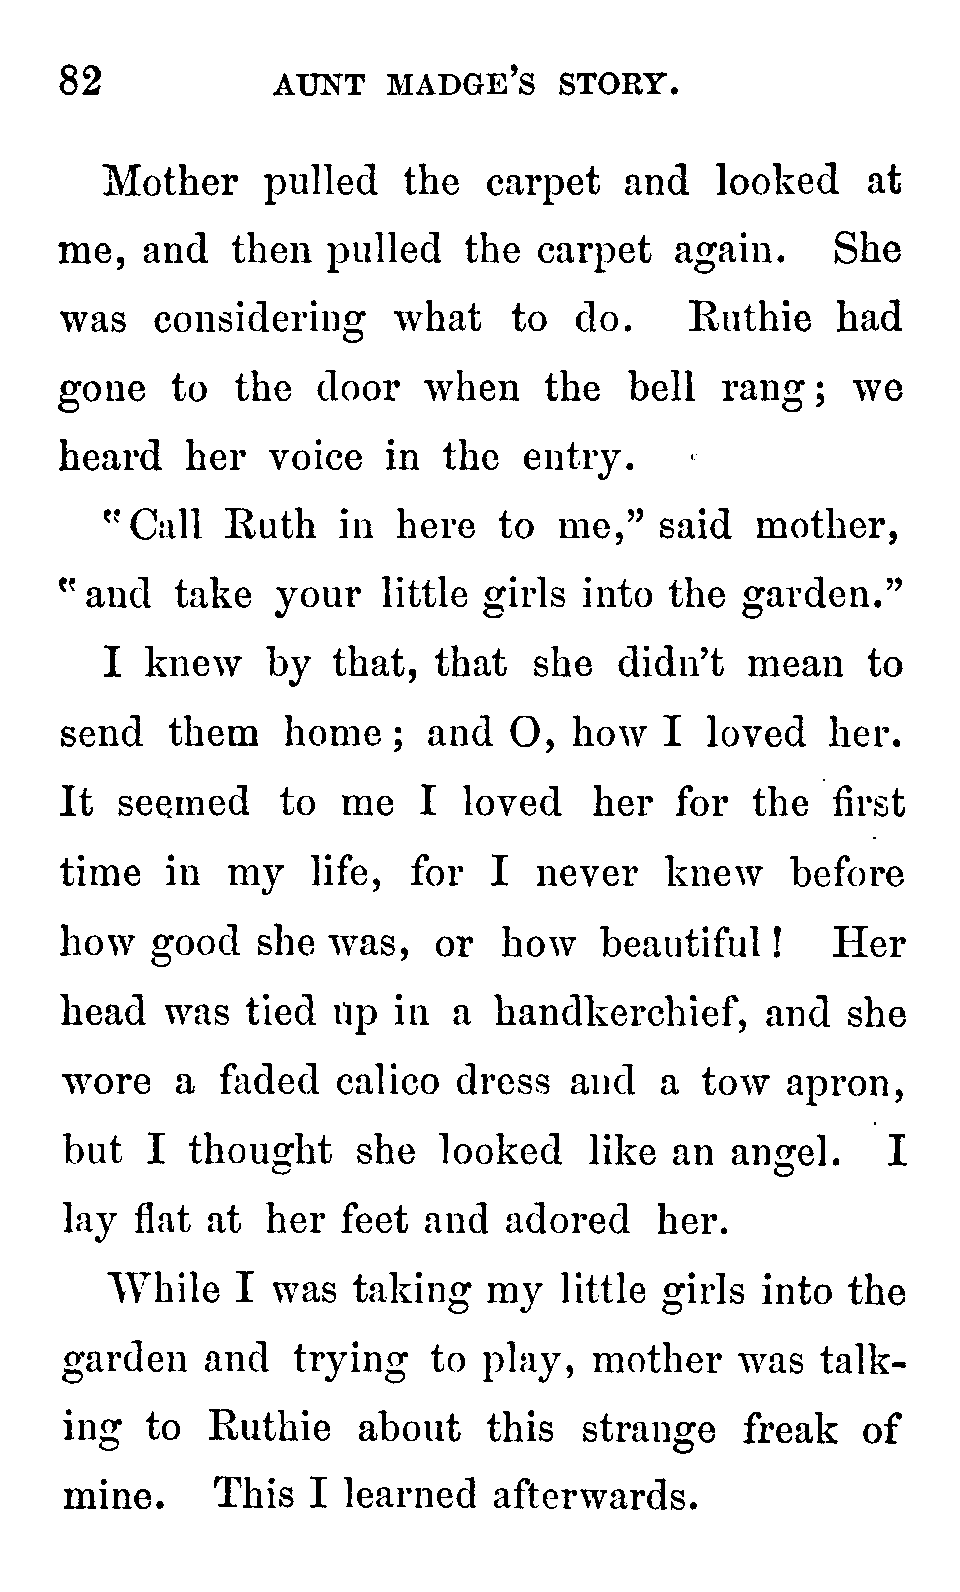 82 AUNT MADGE'S STORY.
Mother pulled the carpet and looked at
me, and then pulled the carpet again. She
was considering what to do. Ruthie had
gone to the door when the bell rang; we
heard her voice in the entry.
"Call Ruth in here to me," said mother,
"and take your little girls into the garden."
I knew by that, that she didn't mean to
send them home; and O, how I loved her.
It seemed to me I loved her for the first
time in my life, for I never knew before
how good she was, or how beautiful! Her
head was tied up in a handkerchief, and she
wore a faded calico dress and a tow apron,
but I thought she looked like an angel. I
lay flat at her feet and adored her.
While I was taking my little girls into the
garden and trying to play, mother was talk-
ing to Ruthie about this strange freak of
mine. This I learned afterwards.